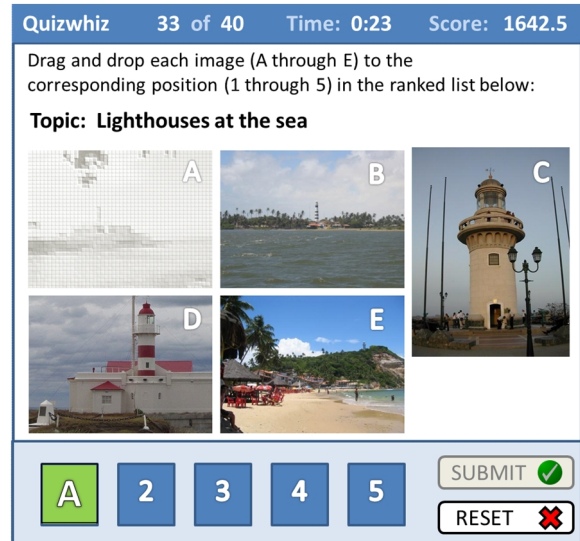 Quizwhiz 33 of 40 Time: 0:23 Score: 1642.5
Drag and drop each image (A through E) to the
corresponding position (1 through 5) in the ranked list below:
Topic: Lighthouses at the sea
A
B
C
D
E
A 2 3 4 5
SUBMIT
RESET